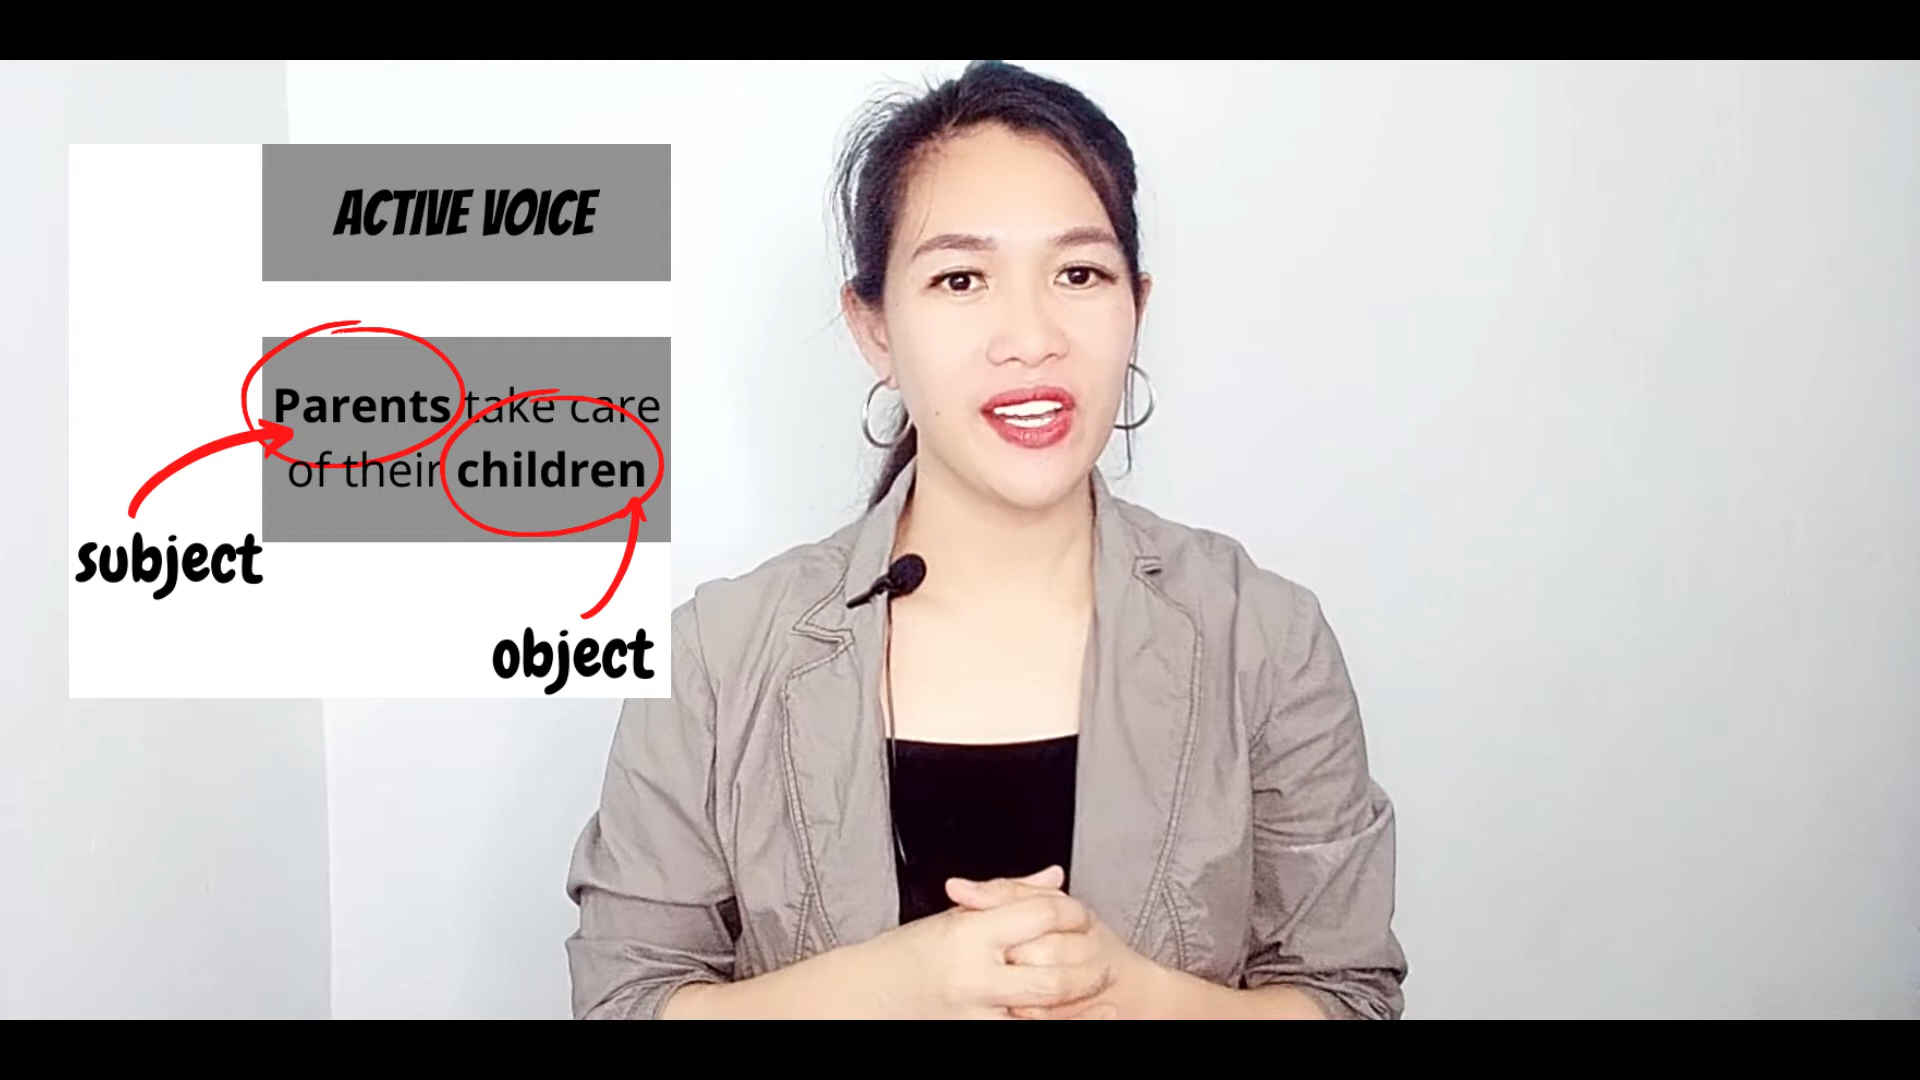 ACTIVE VOICE
Parents take care
of their children
subject
object